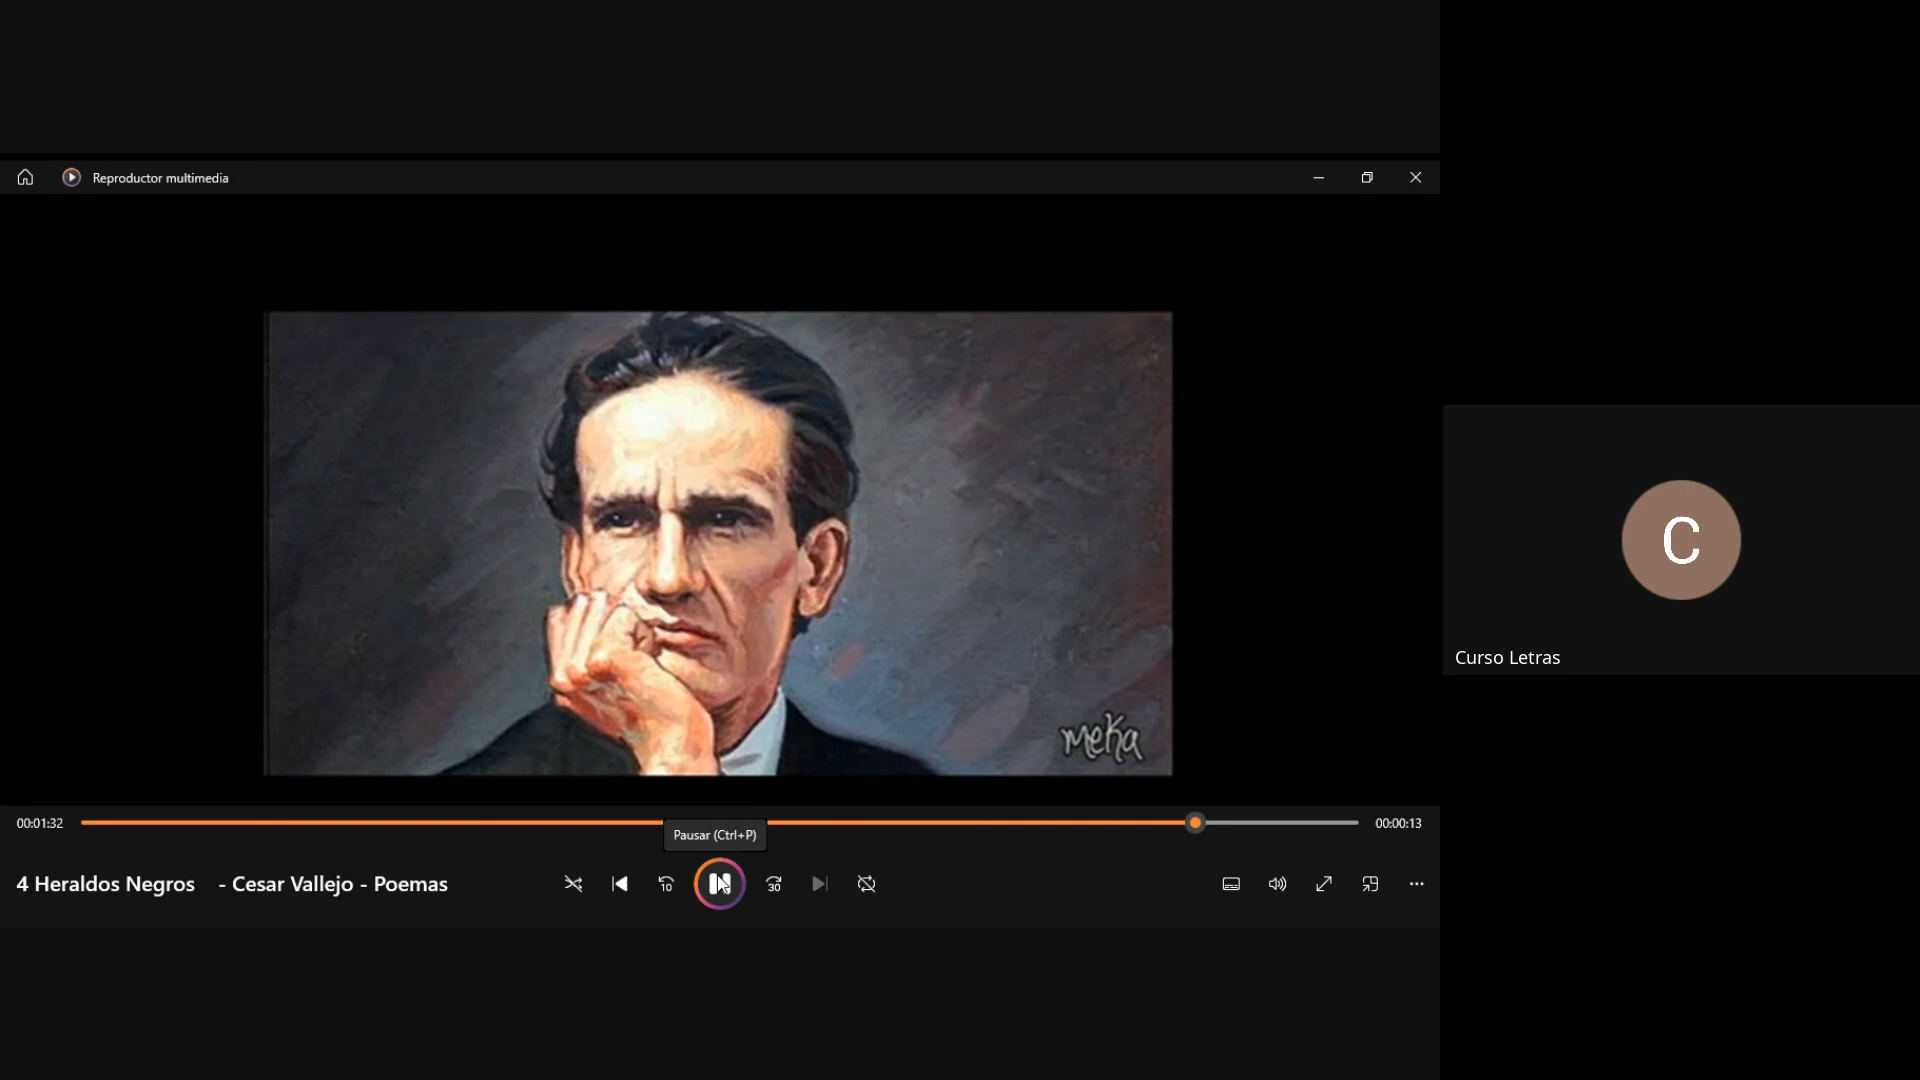 Reproductor multimedia
meKa
00:01:32
00:00:13
Pausar (Ctrl+P)
4 Heraldos Negros - Cesar Vallejo - Poemas
10
30
C
Curso Letras